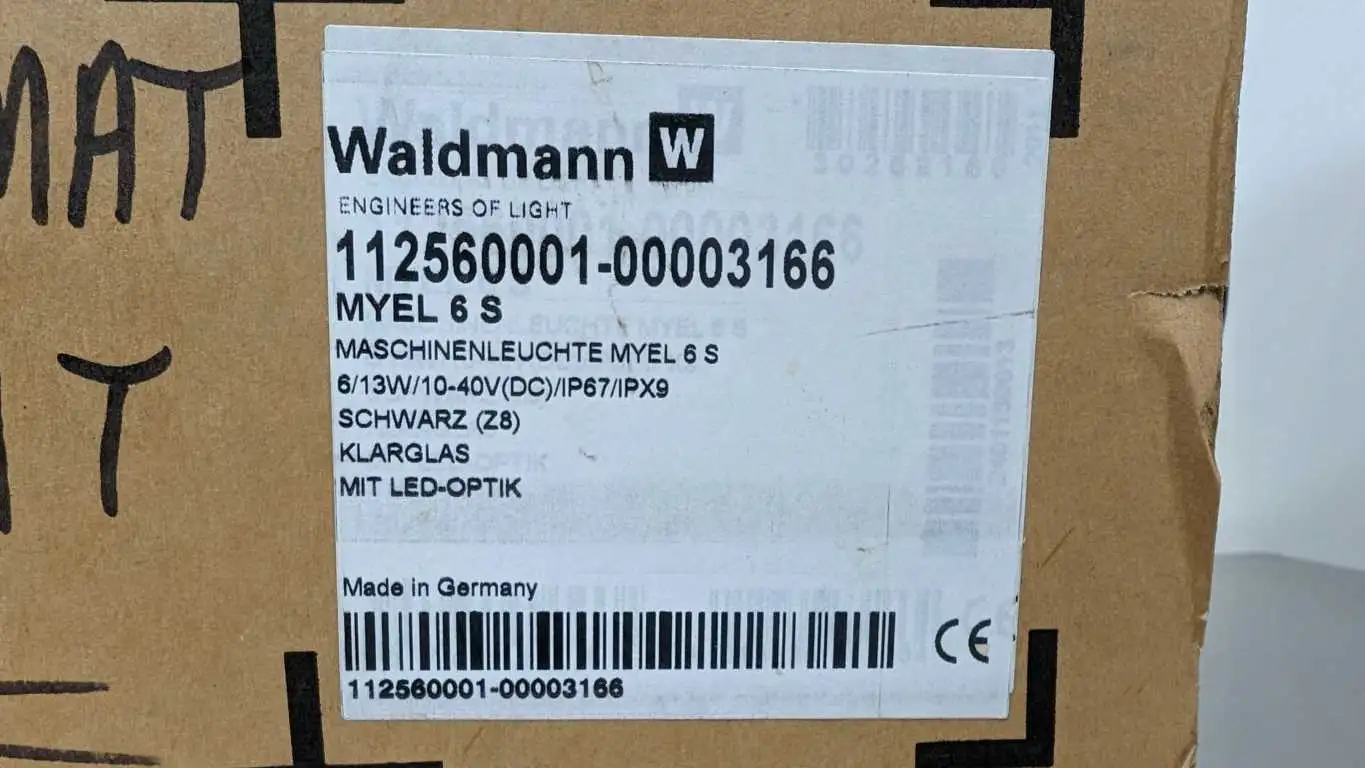 MAT
T
Waldmann W
ENGINEERS OF LIGHT
112560001-00003166
MYEL 6 S
MASCHINENLEUCHTE MYEL 6 S
6/13W/10-40V(DC)/IP67/IPX9
SCHWARZ (Z8)
KLARGLAS
MIT LED-OPTIK
Made in Germany
CE
112560001-00003166